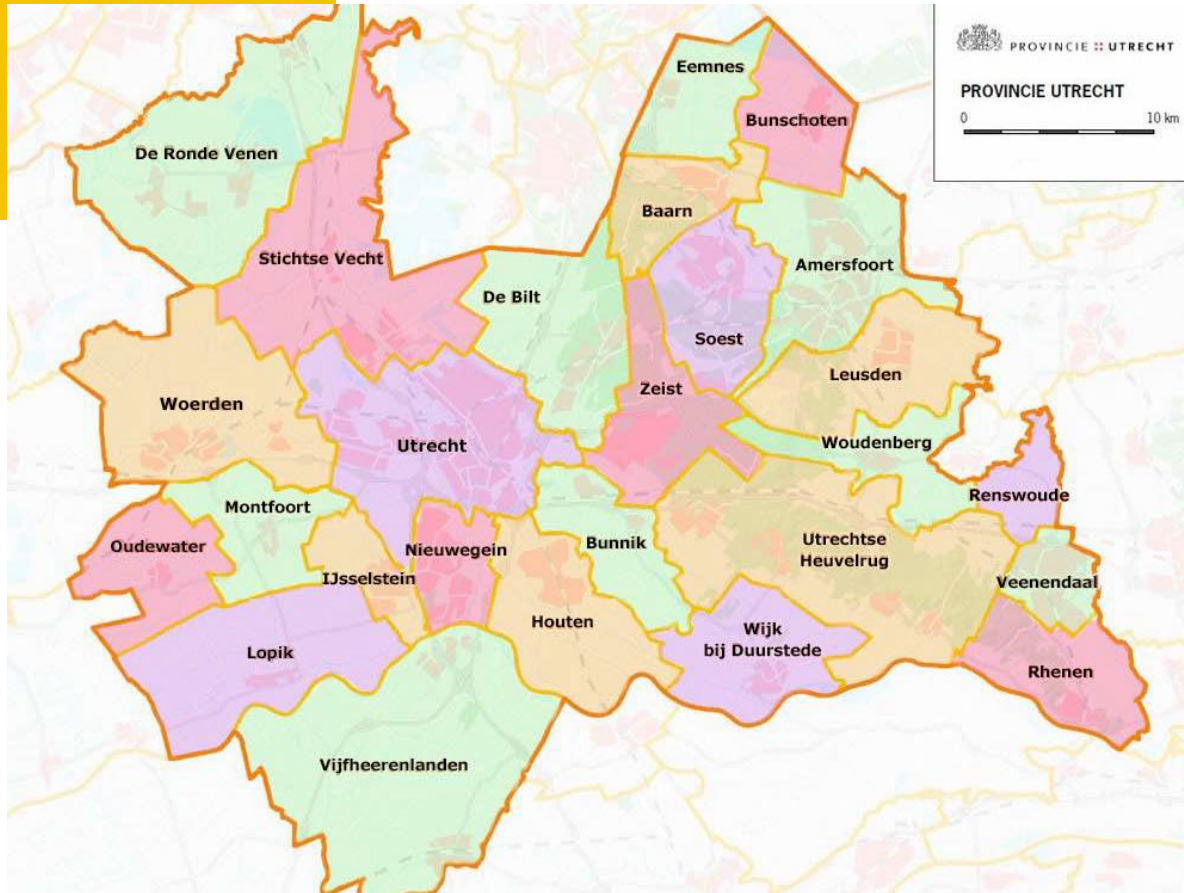 PROVINCIE :: UTRECHT
PROVINCIE UTRECHT
0 10 km
Eemnes
Bunschoten
De Ronde Venen
Baarn
Stichtse Vecht
Amersfoort
De Bilt
Soest
Leusden
Zeist
Woerden
Utrecht
Woudenberg
Renswoude
Montfoort
Oudewater
Nieuwegein
Bunnik
Utrechtse
Heuvelrug
IJsselstein
Veenendaal
Houten
Wijk
bij Duurstede
Lopik
Rhenen
Vijfheerenlanden